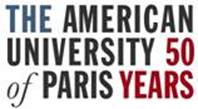 THE AMERICAN
UNIVERSITY 50
of PARIS YEARS